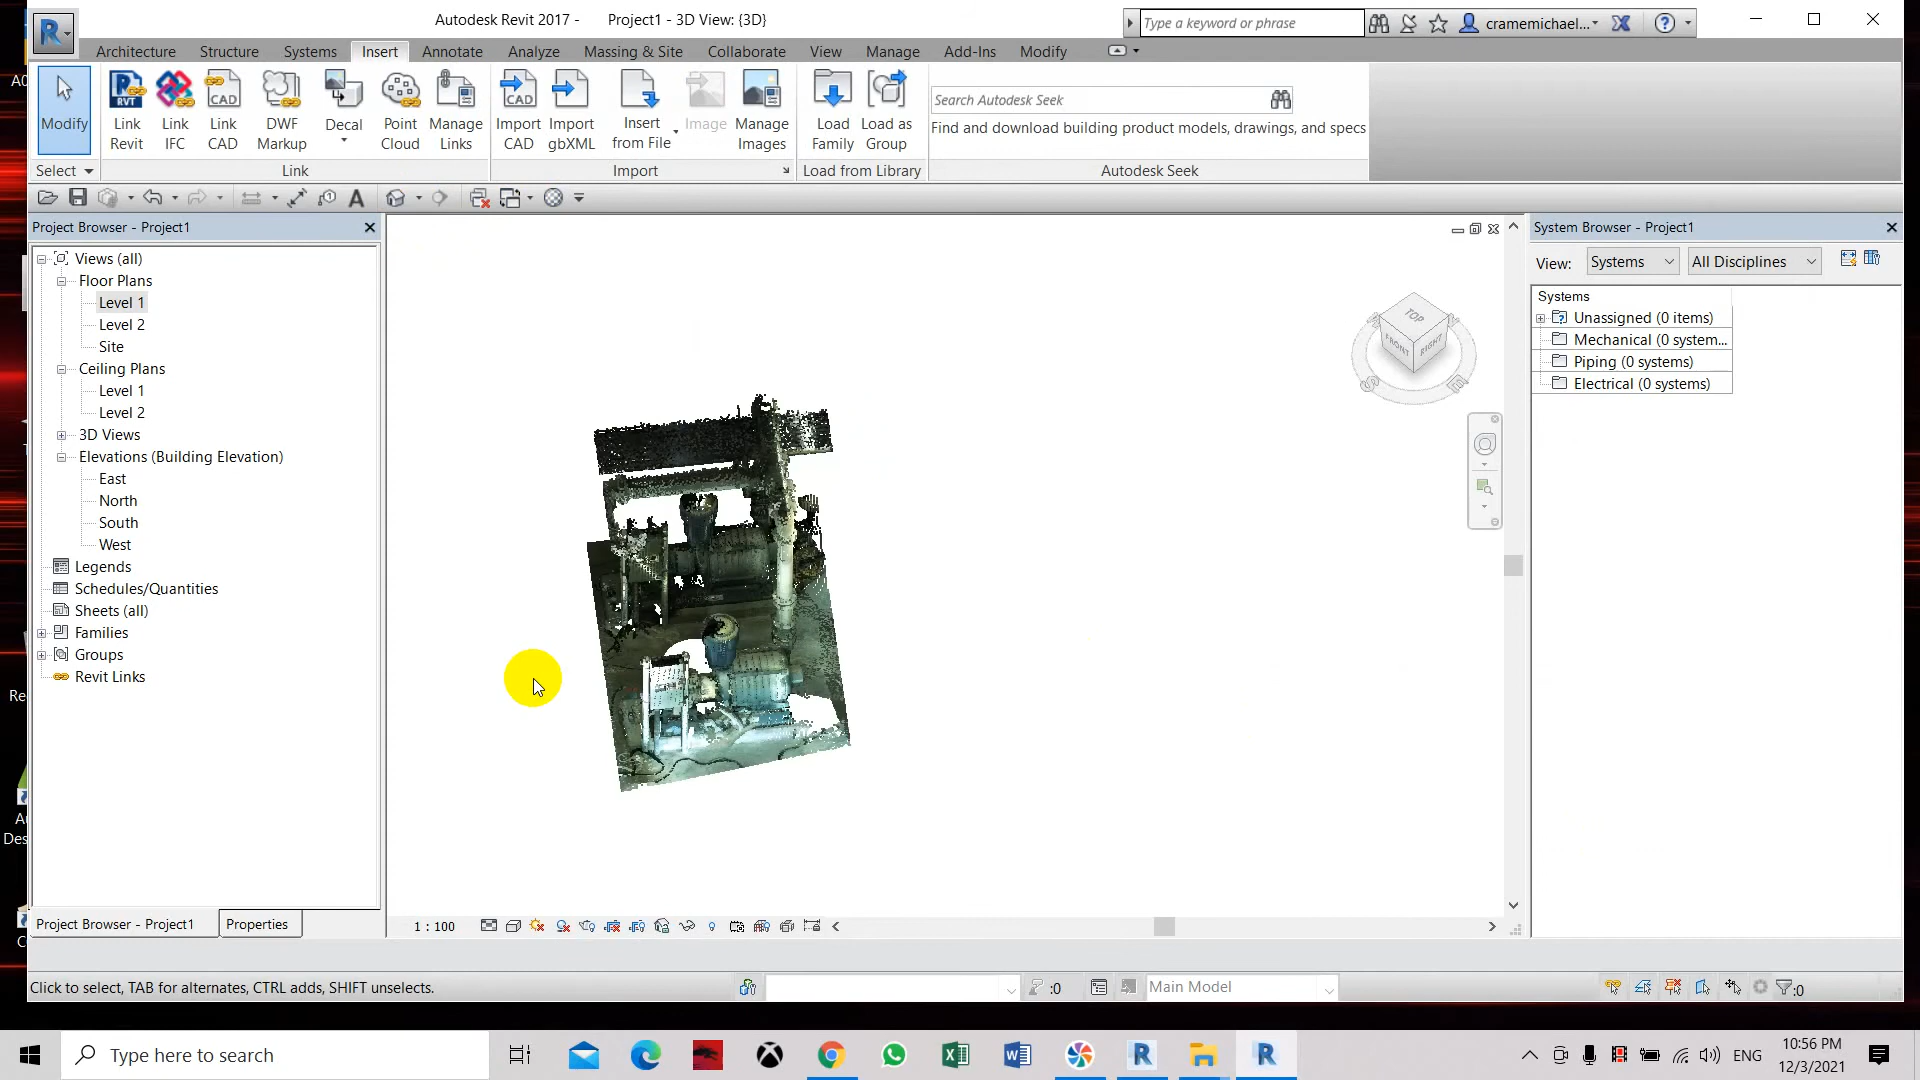 Autodesk Revit 2017 - Project1 - 3D View: {3D}
Type a keyword or phrase
cramemichael...
Architecture Structure Systems Insert Annotate Analyze Massing & Site Collaborate View Manage Add-Ins Modify
Modify
Link Revit
Link IFC
Link CAD
DWF Markup
Decal
Point Cloud
Manage Links
Import CAD
Import gbXML
Insert from File
Image
Manage Images
Load Family
Load as Group
Search Autodesk Seek
Find and download building product models, drawings, and specs
Select
Link
Import
Load from Library
Autodesk Seek
Project Browser - Project1
Views (all)
Floor Plans
Level 1
Level 2
Site
Ceiling Plans
Level 1
Level 2
3D Views
Elevations (Building Elevation)
East
North
South
West
Legends
Schedules/Quantities
Sheets (all)
Families
Groups
Revit Links
Project Browser - Project1
Properties
TOP
FRONT
RIGHT
1 : 100
System Browser - Project1
View: Systems All Disciplines
Systems
Unassigned (0 items)
Mechanical (0 system...
Piping (0 systems)
Electrical (0 systems)
Click to select, TAB for alternates, CTRL adds, SHIFT unselects.
:0
Main Model
:0
Type here to search
ENG
10:56 PM
12/3/2021